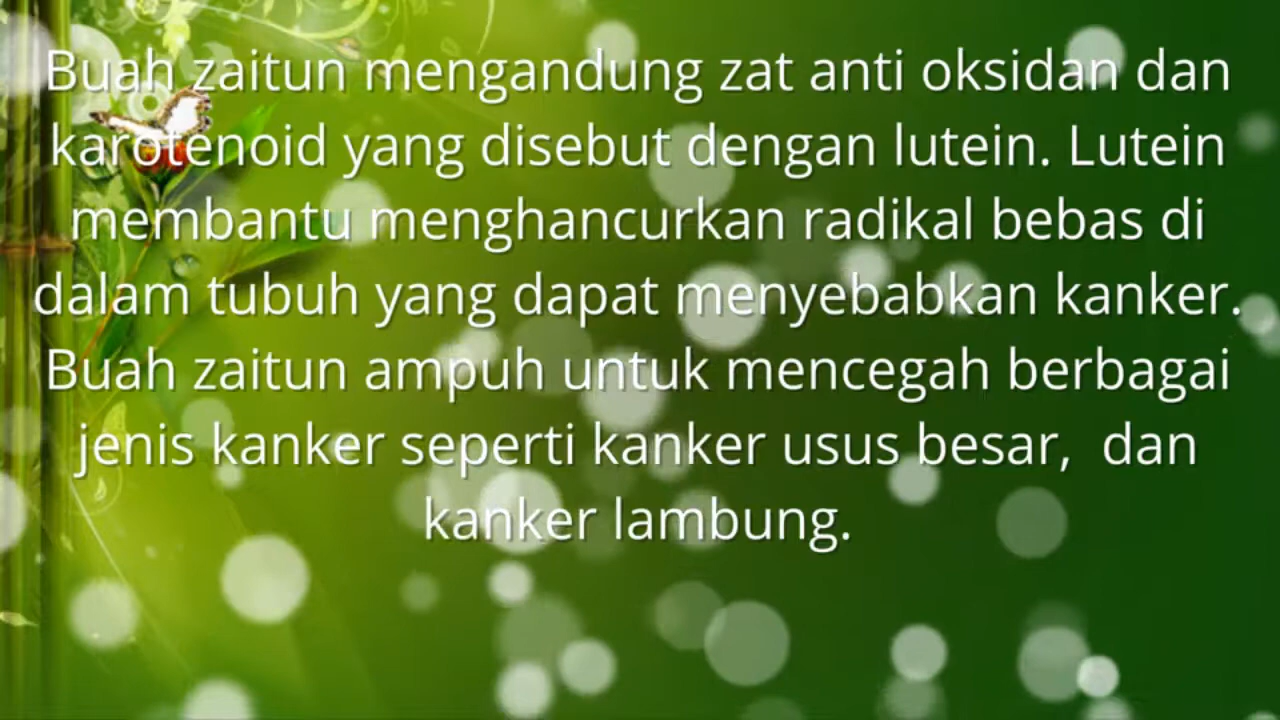 Buah zaitun mengandung zat anti oksidan dan
karotenoid yang disebut dengan lutein. Lutein
membantu menghancurkan radikal bebas di
dalam tubuh yang dapat menyebabkan kanker.
Buah zaitun ampuh untuk mencegah berbagai
jenis kanker seperti kanker usus besar,  dan
kanker lambung.